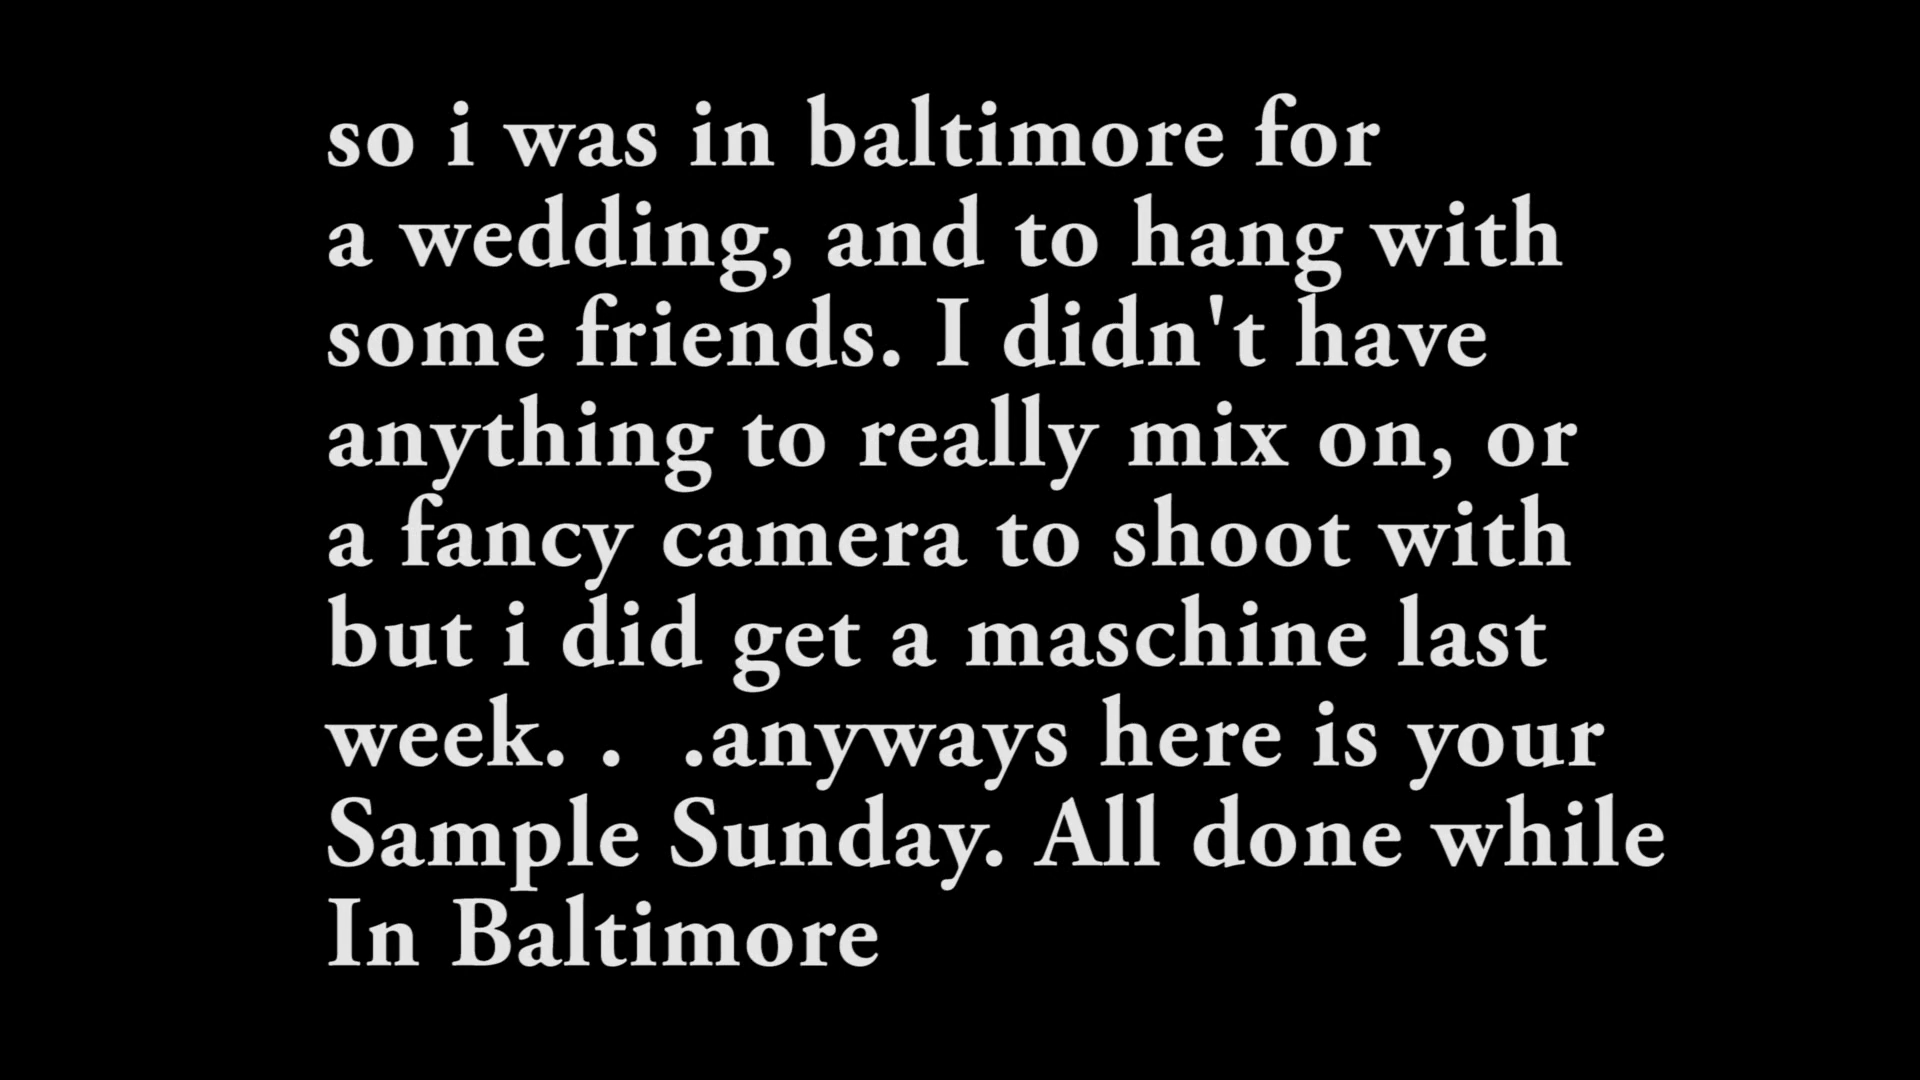 so i was in baltimore for
a wedding, and to hang with
some friends. I didn't have
anything to really mix on, or
a fancy camera to shoot with
but i did get a maschine last
week. .  .anyways here is your
Sample Sunday. All done while
In Baltimore